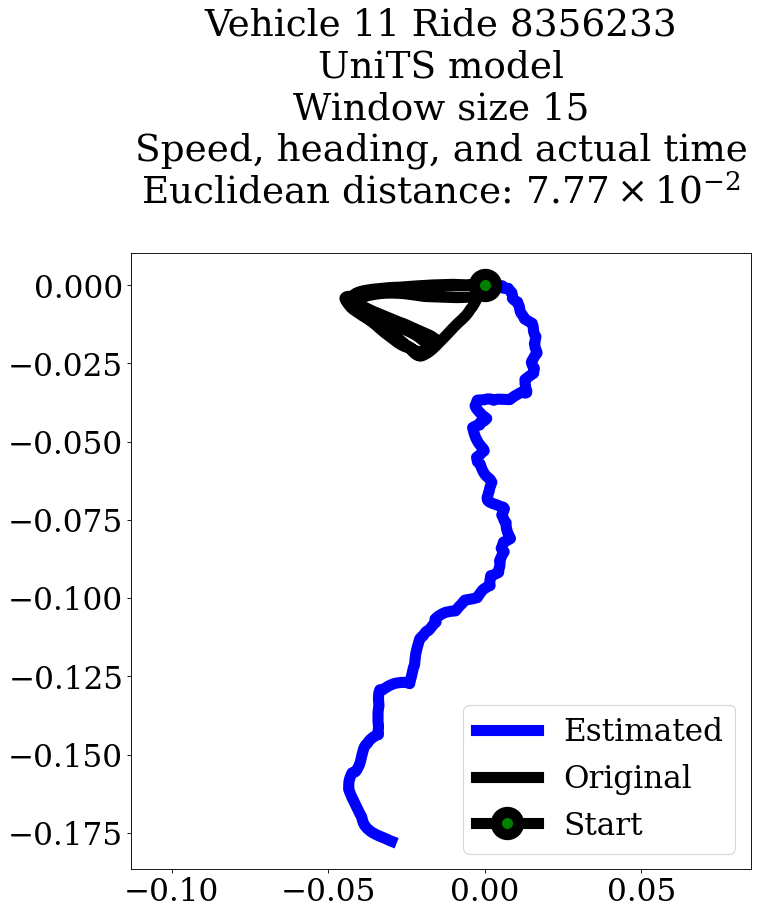 Vehicle 11 Ride 8356233
UniTS model
Window size 15
Speed, heading, and actual time
Euclidean distance: 7.77 × 10⁻²
0.000
−0.025
−0.050
−0.075
−0.100
−0.125
−0.150
−0.175
Estimated
Original
Start
−0.10 −0.05 0.00 0.05